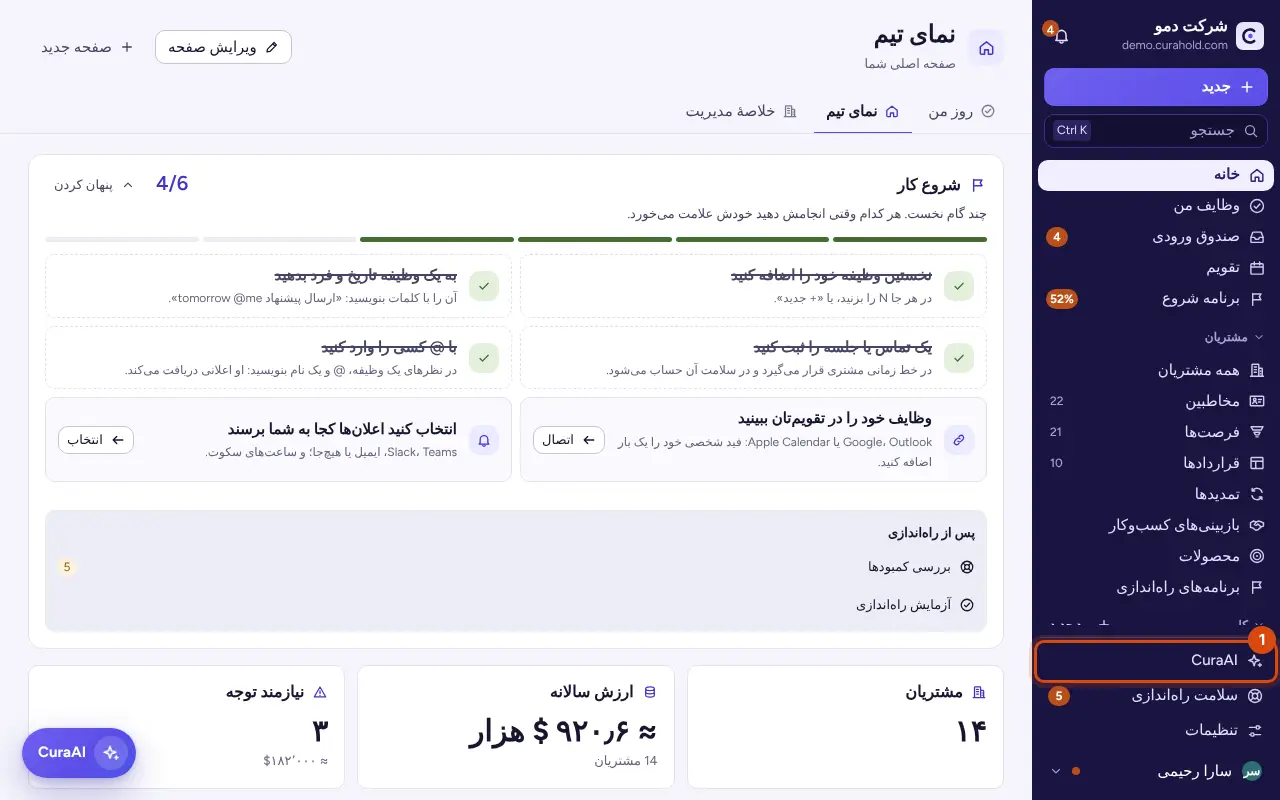 شرکت دمو
demo.curahold.com
4
جدید
جستجو
Ctrl K
خانه
وظایف من
صندوق ورودی
4
تقویم
برنامه شروع
52%
مشتریان
همه مشتریان
مخاطبین
22
فرصت‌ها
21
قراردادها
10
تمدیدها
بازبینی‌های کسب‌وکار
محصولات
برنامه‌های راه‌اندازی
1
CuraAI
سلامت راه‌اندازی
5
تنظیمات
سر
سارا رحیمی
نمای تیم
صفحه اصلی شما
ویرایش صفحه
+ صفحه جدید
روز من
نمای تیم
خلاصهٔ مدیریت
شروع کار
4/6
پنهان کردن
چند گام نخست. هر کدام وقتی انجامش دهید خودش علامت می‌خورد.
نخستین وظیفه خود را اضافه کنید
در هر جا N را بزنید، یا «+ جدید».
به یک وظیفه تاریخ و فرد بدهید
آن را با کلمات بنویسید: «ارسال پیشنهاد tomorrow @me».
یک تماس یا جلسه را ثبت کنید
در خط زمانی مشتری قرار می‌گیرد و در سلامت آن حساب می‌شود.
با @ کسی را وارد کنید
در نظرهای یک وظیفه، @ و یک نام بنویسید: او اعلانی دریافت می‌کند.
وظایف خود را در تقویم‌تان ببینید
Google، Outlook یا Apple Calendar: فید شخصی خود را یک بار
اضافه کنید.
اتصال
انتخاب کنید اعلان‌ها کجا به شما برسند
Slack، Teams، ایمیل یا هیچ‌جا؛ و ساعت‌های سکوت.
انتخاب
پس از راه‌اندازی
بررسی کمبودها
5
آزمایش راه‌اندازی
مشتریان
۱۴
ارزش سالانه
≈ ۹۲۰٫۶ $ هزار
14 مشتریان
نیازمند توجه
۳
≈ ۱۸۲٬۰۰۰$
CuraAI